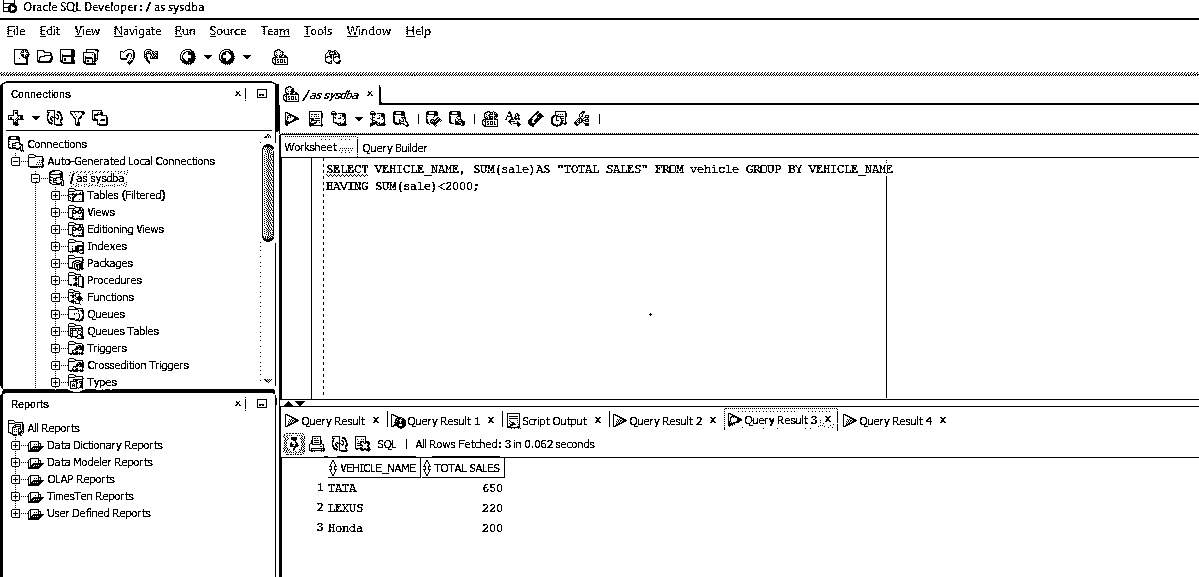 Oracle SQL Developer : / as sysdba
File Edit View Navigate Run Source Team Tools Window Help
Connections
Connections
Auto-Generated Local Connections
/ as sysdba
Tables (Filtered)
Views
Editioning Views
Indexes
Packages
Procedures
Functions
Queues
Queues Tables
Triggers
Crossedition Triggers
Types
Reports
All Reports
Data Dictionary Reports
Data Modeler Reports
OLAP Reports
TimesTen Reports
User Defined Reports
/ as sysdba
Worksheet Query Builder
SELECT VEHICLE_NAME, SUM(sale)AS "TOTAL SALES" FROM vehicle GROUP BY VEHICLE_NAME
HAVING SUM(sale)<2000;
Query Result Query Result 1 Script Output Query Result 2 Query Result 3 Query Result 4
SQL | All Rows Fetched: 3 in 0.062 seconds
VEHICLE_NAME TOTAL SALES
1 TATA 650
2 LEXUS 220
3 Honda 200